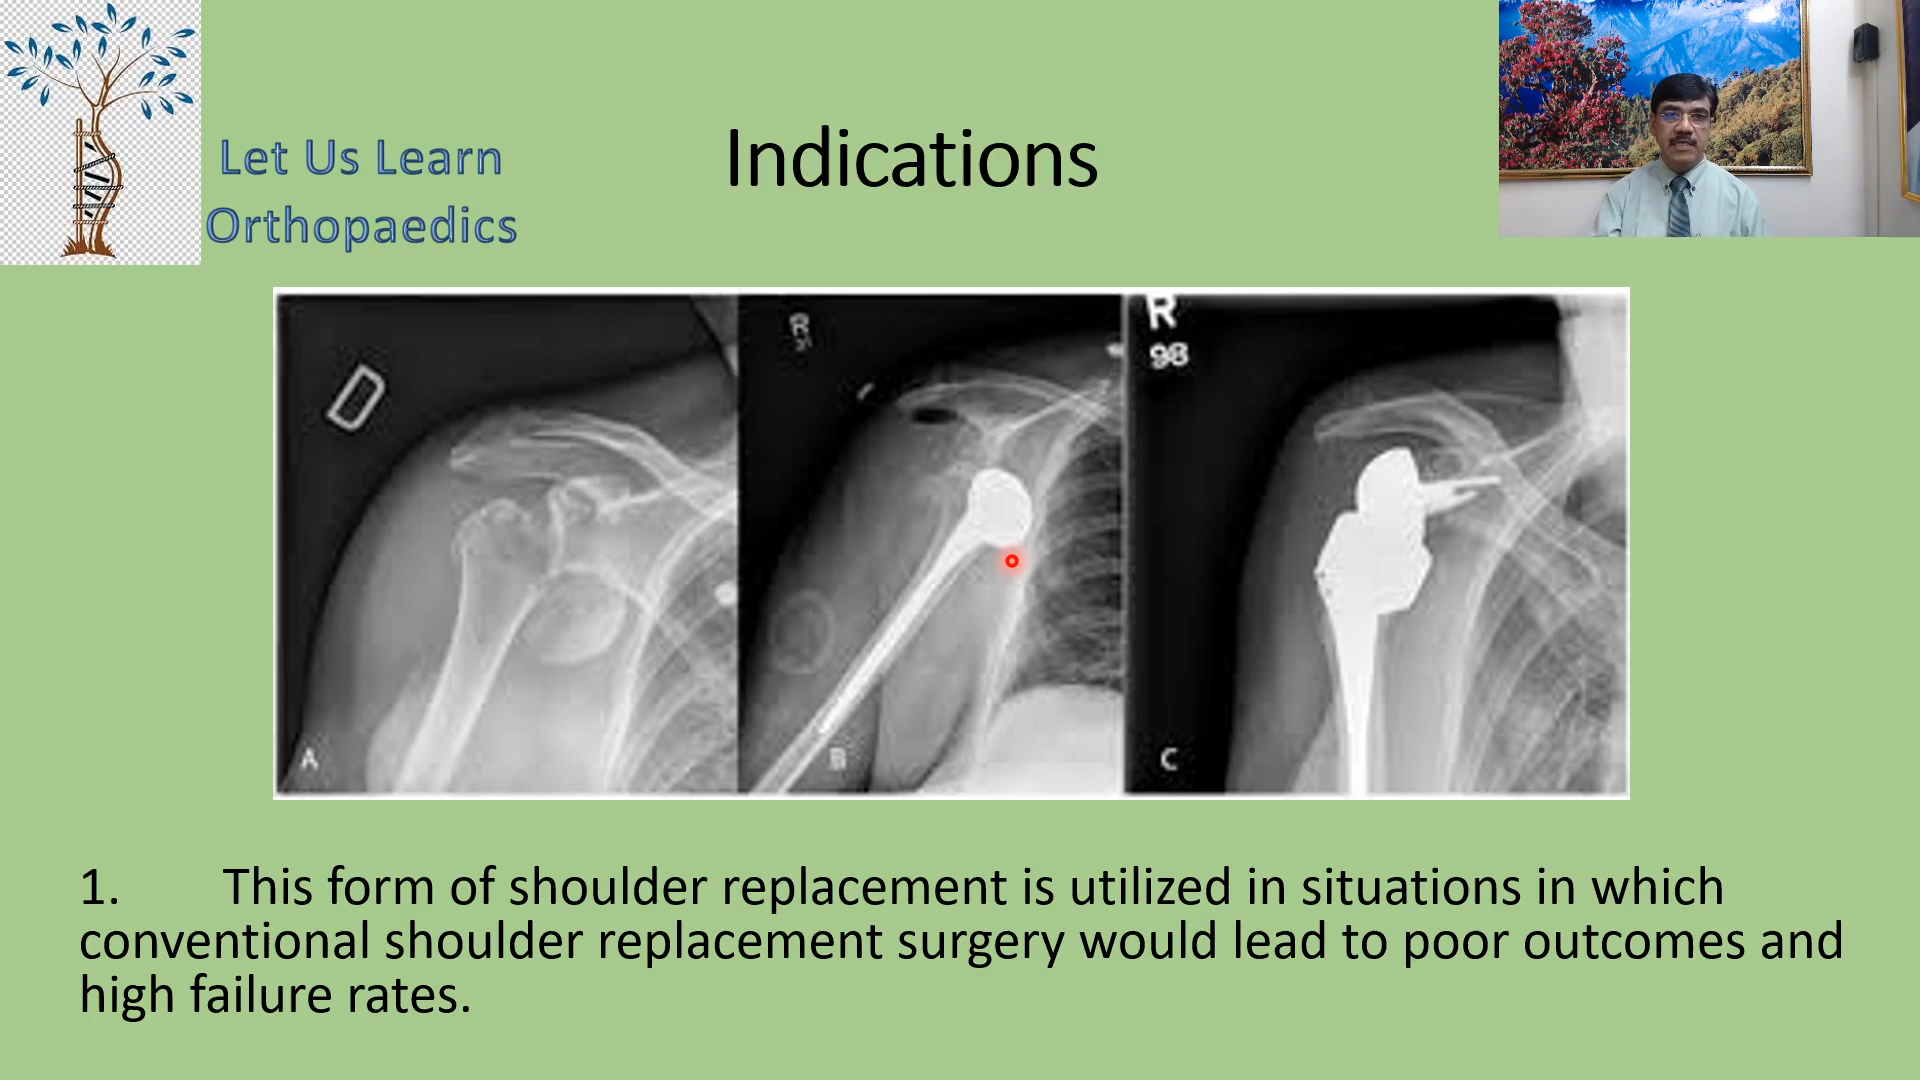 Let Us Learn
Orthopaedics
Indications
D
R
R
98
A
B
C
1. This form of shoulder replacement is utilized in situations in which
conventional shoulder replacement surgery would lead to poor outcomes and
high failure rates.